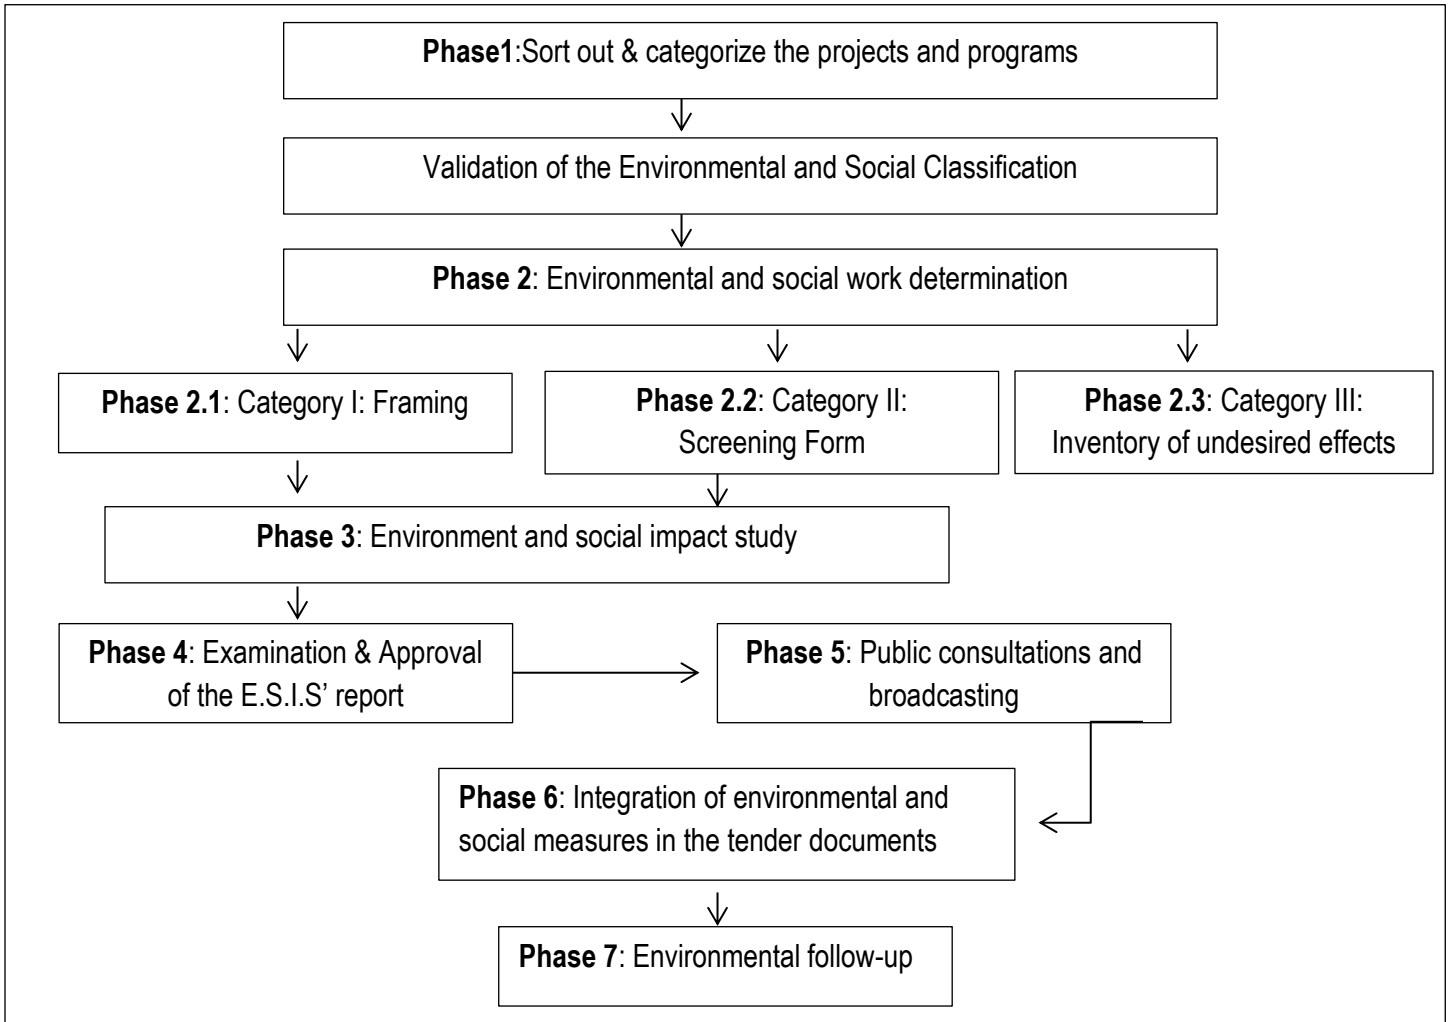 Phase1:Sort out & categorize the projects and programs
Validation of the Environmental and Social Classification
Phase 2: Environmental and social work determination
Phase 2.1: Category I: Framing
Phase 2.2: Category II:
Screening Form
Phase 2.3: Category III:
Inventory of undesired effects
Phase 3: Environment and social impact study
Phase 4: Examination & Approval
of the E.S.I.S’ report
Phase 5: Public consultations and
broadcasting
Phase 6: Integration of environmental and
social measures in the tender documents
Phase 7: Environmental follow-up